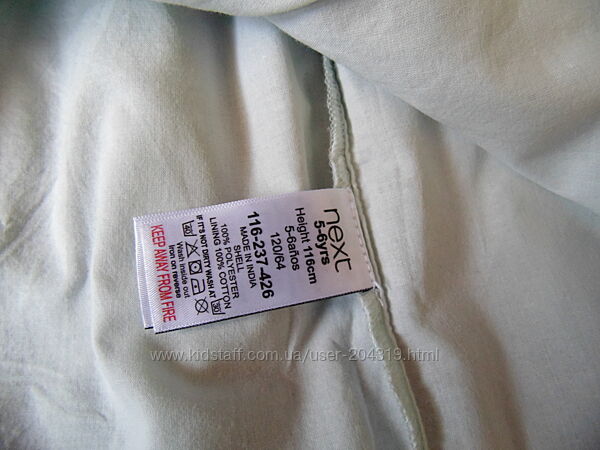 next
5-6yrs
Height 116cm
5-6años
120/64
116-237-426
MADE IN INDIA
SHELL
100% POLYESTER
LINING 100% COTTON
IF IT'S NOT DIRTY WASH AT 30
40
Wash inside out
Iron on reverse
KEEP AWAY FROM FIRE
www.kidstaff.com.ua/user-204319.html